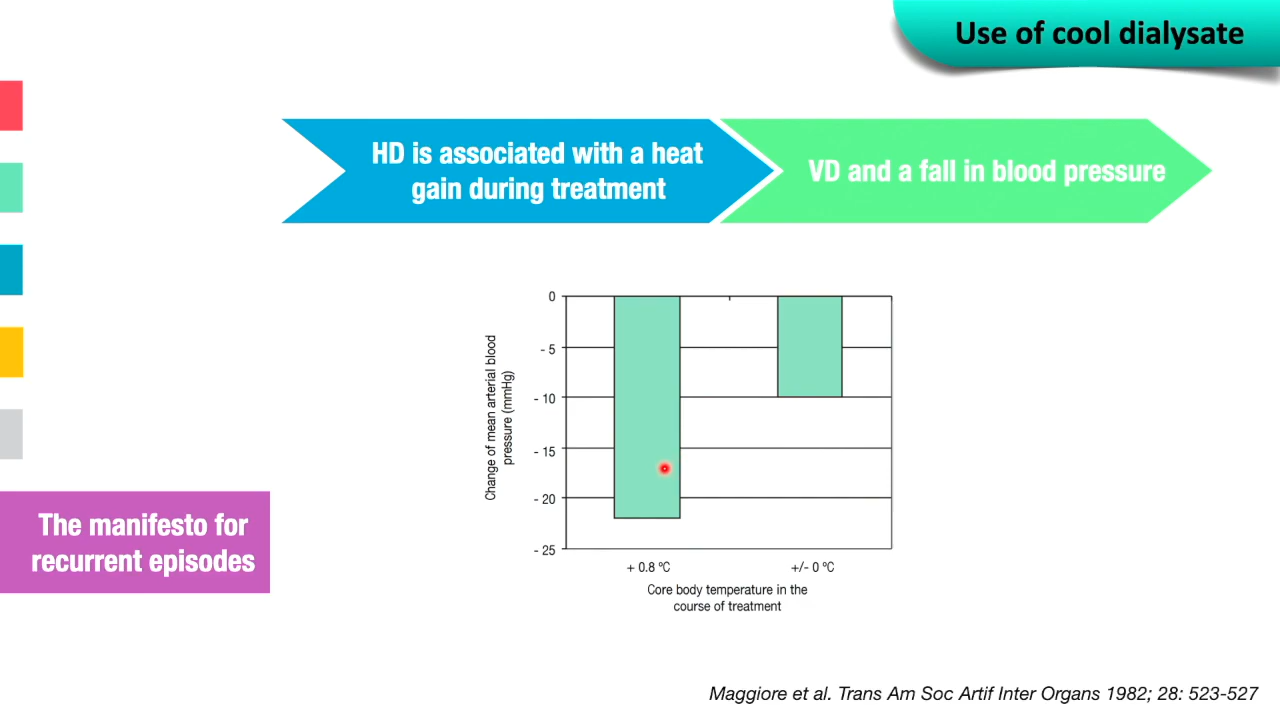 Use of cool dialysate
HD is associated with a heat
gain during treatment
VD and a fall in blood pressure
Change of mean arterial blood
pressure (mmHg)
0
- 5
- 10
- 15
- 20
- 25
+ 0.8 ºC
+/- 0 ºC
Core body temperature in the
course of treatment
The manifesto for
recurrent episodes
Maggiore et al. Trans Am Soc Artif Inter Organs 1982; 28: 523-527